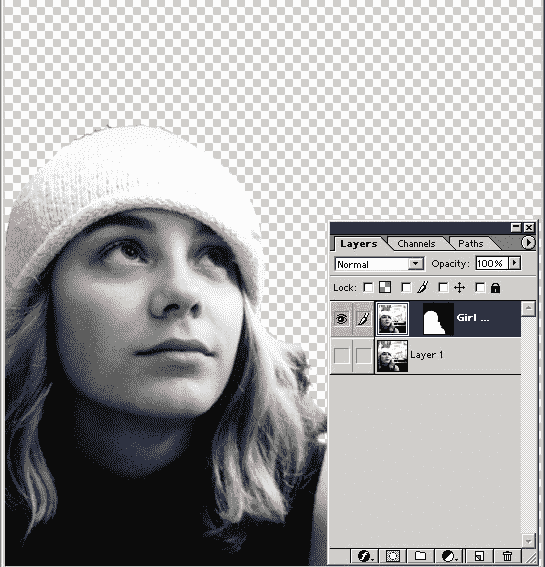 Layers Channels Paths
Normal Opacity: 100%
Lock:
Girl ...
Layer 1